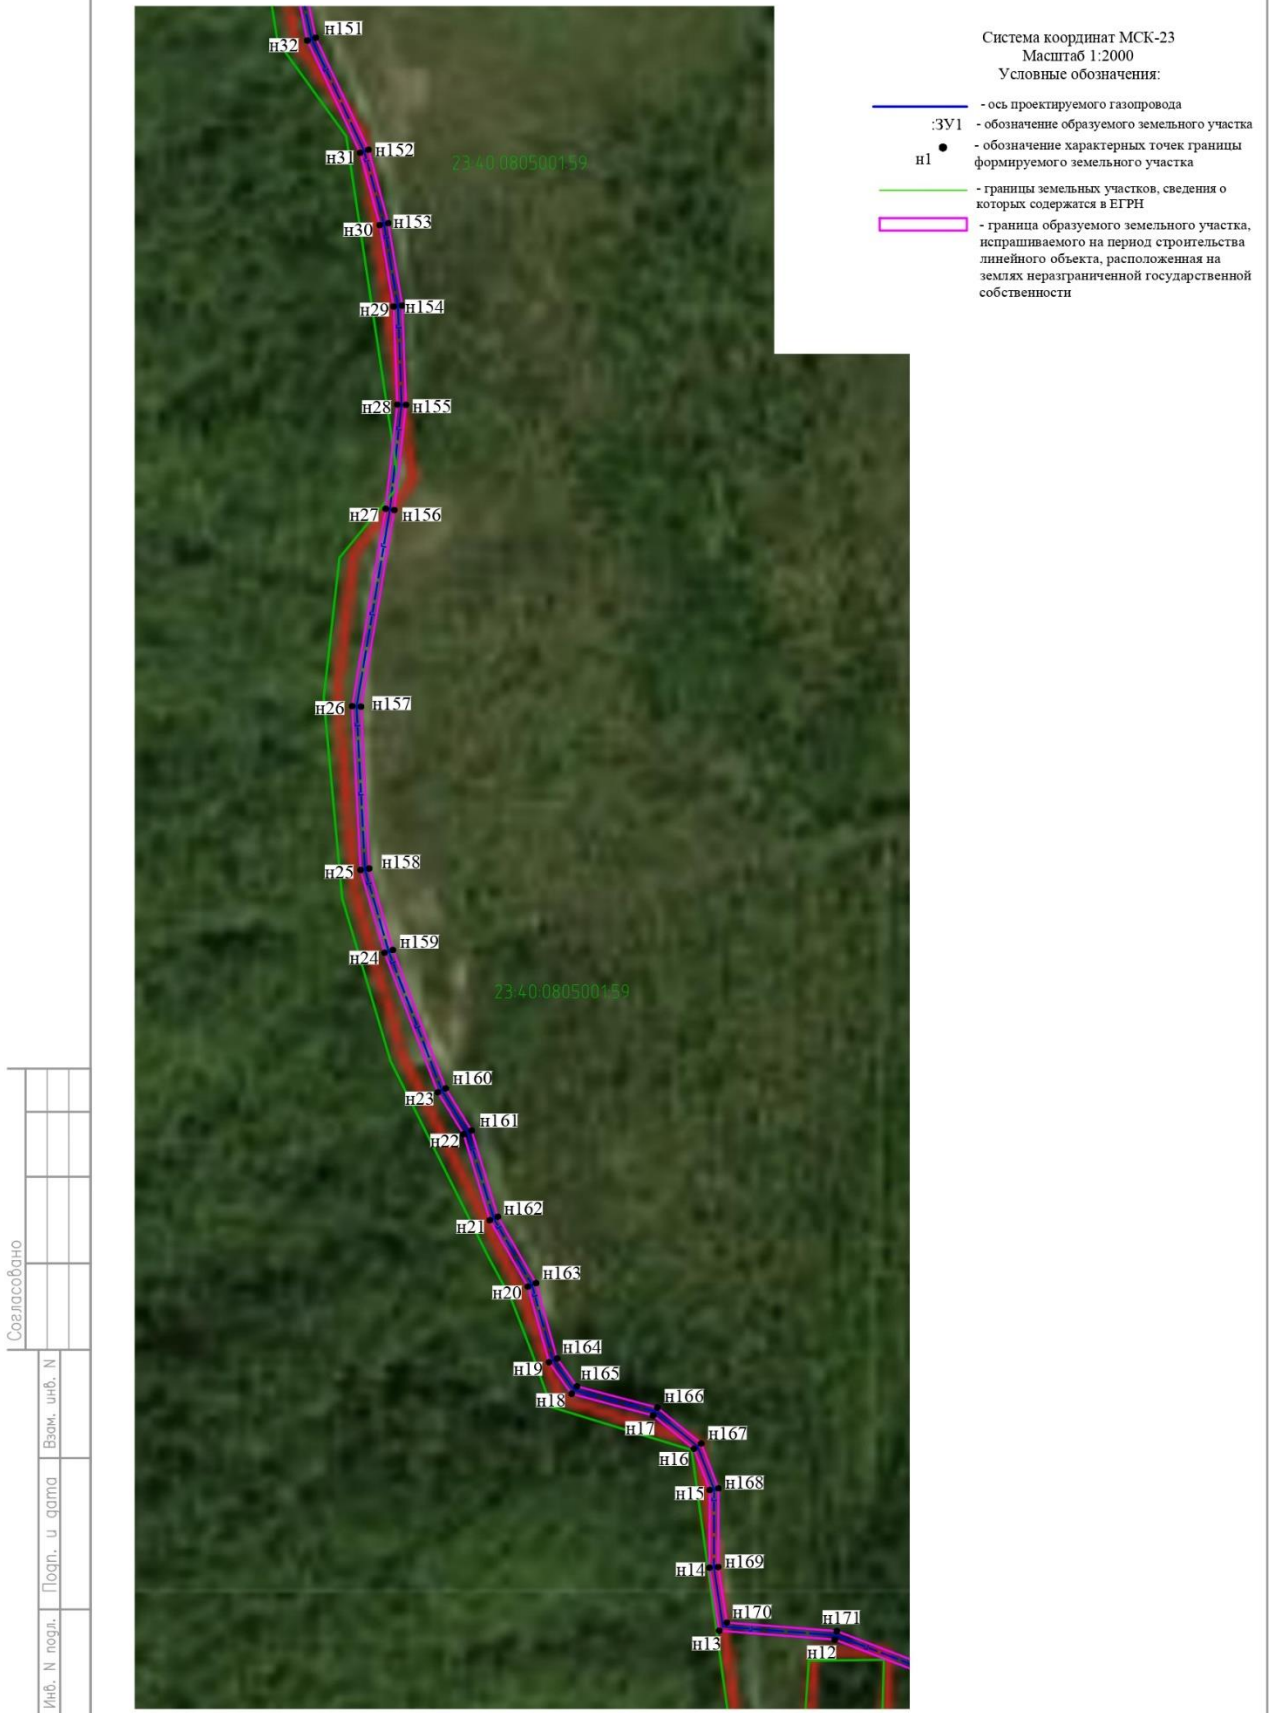 Система координат МСК-23
Масштаб 1:2000
Условные обозначения:
- ось проектируемого газопровода
:ЗУ1 - обозначение образуемого земельного участка
н1 - обозначение характерных точек границы
формируемого земельного участка
- границы земельных участков, сведения о
которых содержатся в ЕГРН
- граница образуемого земельного участка,
испрашиваемого на период строительства
линейного объекта, расположенная на
землях неразграниченной государственной
собственности
н151
н32
н152
н31
23:40:0805001:59
н153
н30
н154
н29
н155
н28
н27
н156
н157
н26
н158
н25
н159
н24
23:40:0805001:59
н160
н23
н161
н22
н162
н21
н163
н20
н164
н19
н165
н18
н166
н17
н167
н16
н168
н15
н169
н14
н170
н171
н13
н12
Согласовано
Взам. инв. N
Подп. и дата
Инв. N подл.